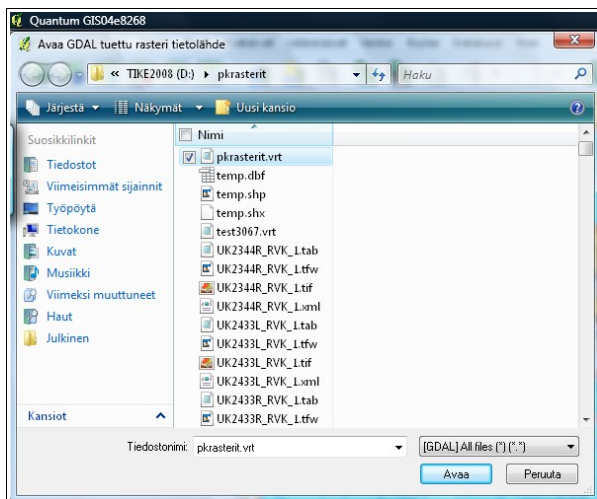 Quantum GIS04e8268
Avaa GDAL tuettu rasteri tietolähde
« TIKE2008 (D:) ▸ pkrasterit
Haku
Järjestä
Näkymät
Uusi kansio
Suosikkilinkit
Tiedostot
Viimeisimmät sijainnit
Työpöytä
Tietokone
Kuvat
Musiikki
Viimeksi muuttuneet
Haut
Julkinen
Kansiot
Nimi
pkrasterit.vrt
temp.dbf
temp.shp
temp.shx
test3067.vrt
UK2344R_RVK_1.tab
UK2344R_RVK_1.tfw
UK2344R_RVK_1.tif
UK2344R_RVK_1.xml
UK2433L_RVK_1.tab
UK2433L_RVK_1.tfw
UK2433L_RVK_1.tif
UK2433L_RVK_1.xml
UK2433R_RVK_1.tab
UK2433R_RVK_1.tfw
Tiedostonimi: pkrasterit.vrt
[GDAL] All files (*) (*.*)
Avaa
Peruuta